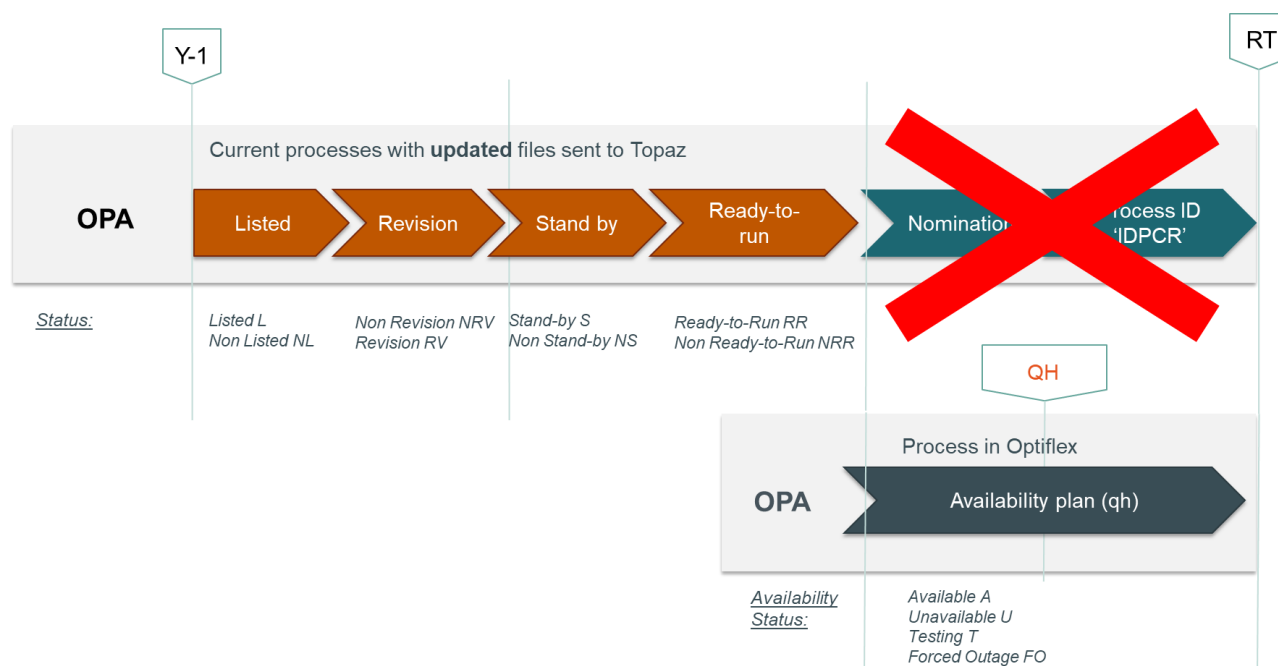 Y-1
RT
Current processes with updated files sent to Topaz
OPA
Listed
Revision
Stand by
Ready-to-
run
Nomination
rocess ID
'IDPCR'
Status:
Listed L
Non Listed NL
Non Revision NRV
Revision RV
Stand-by S
Non Stand-by NS
Ready-to-Run RR
Non Ready-to-Run NRR
QH
Process in Optiflex
OPA
Availability plan (qh)
Availability
Status:
Available A
Unavailable U
Testing T
Forced Outage FO